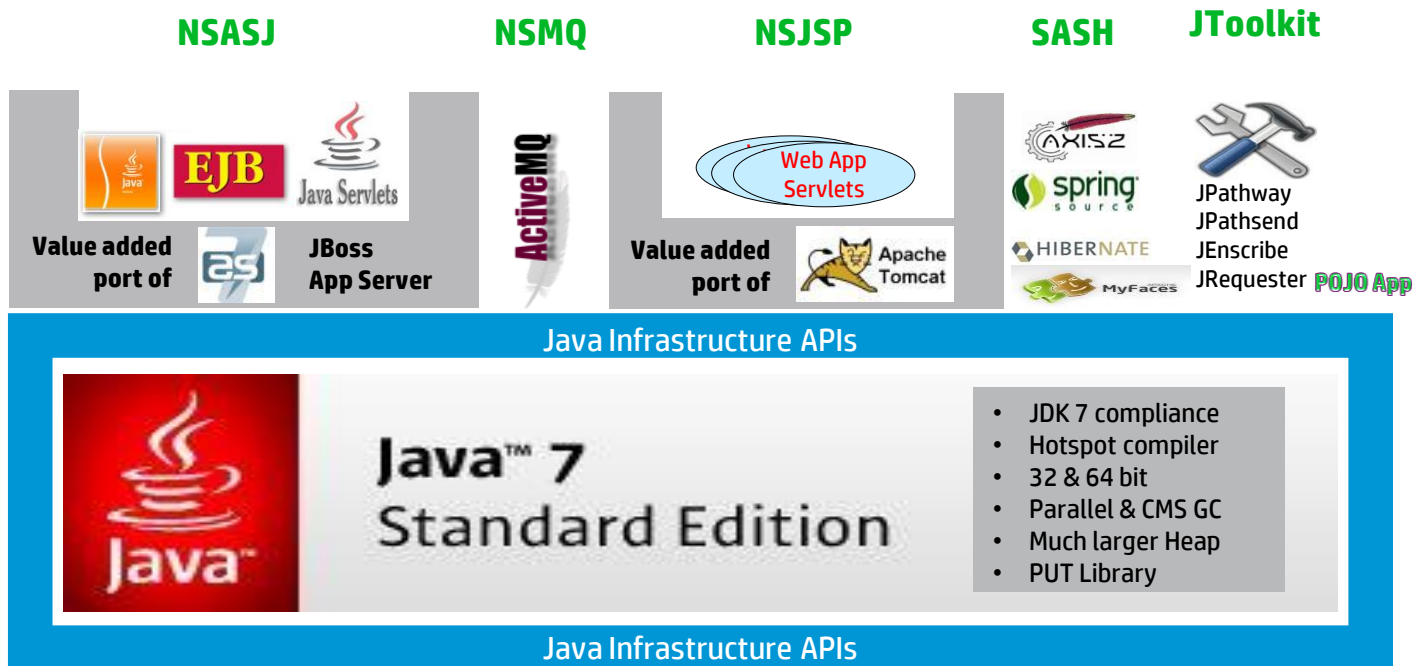 NSASJ
NSMQ
NSJSP
SASH
JToolkit
Java
EJB
Java Servlets
Value added
port of
as
7
JBoss
App Server
ActiveMQ
Web App
Servlets
Value added
port of
Apache
Tomcat
AXIS2
spring
source
HIBERNATE
MyFaces
JPathway
JPathsend
JEnscribe
JRequester
POJO App
Java Infrastructure APIs
Java™
Java™ 7
Standard Edition
• JDK 7 compliance
• Hotspot compiler
• 32 & 64 bit
• Parallel & CMS GC
• Much larger Heap
• PUT Library
Java Infrastructure APIs